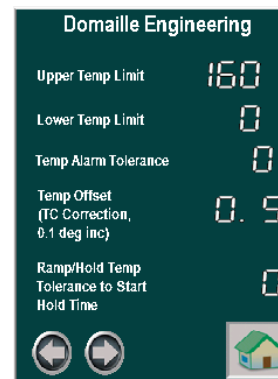 Domaille Engineering
Upper Temp Limit 160
Lower Temp Limit 0
Temp Alarm Tolerance 0
Temp Offset
(TC Correction, 0. 5
0.1 deg inc)
Ramp/Hold Temp
Tolerance to Start 0
Hold Time